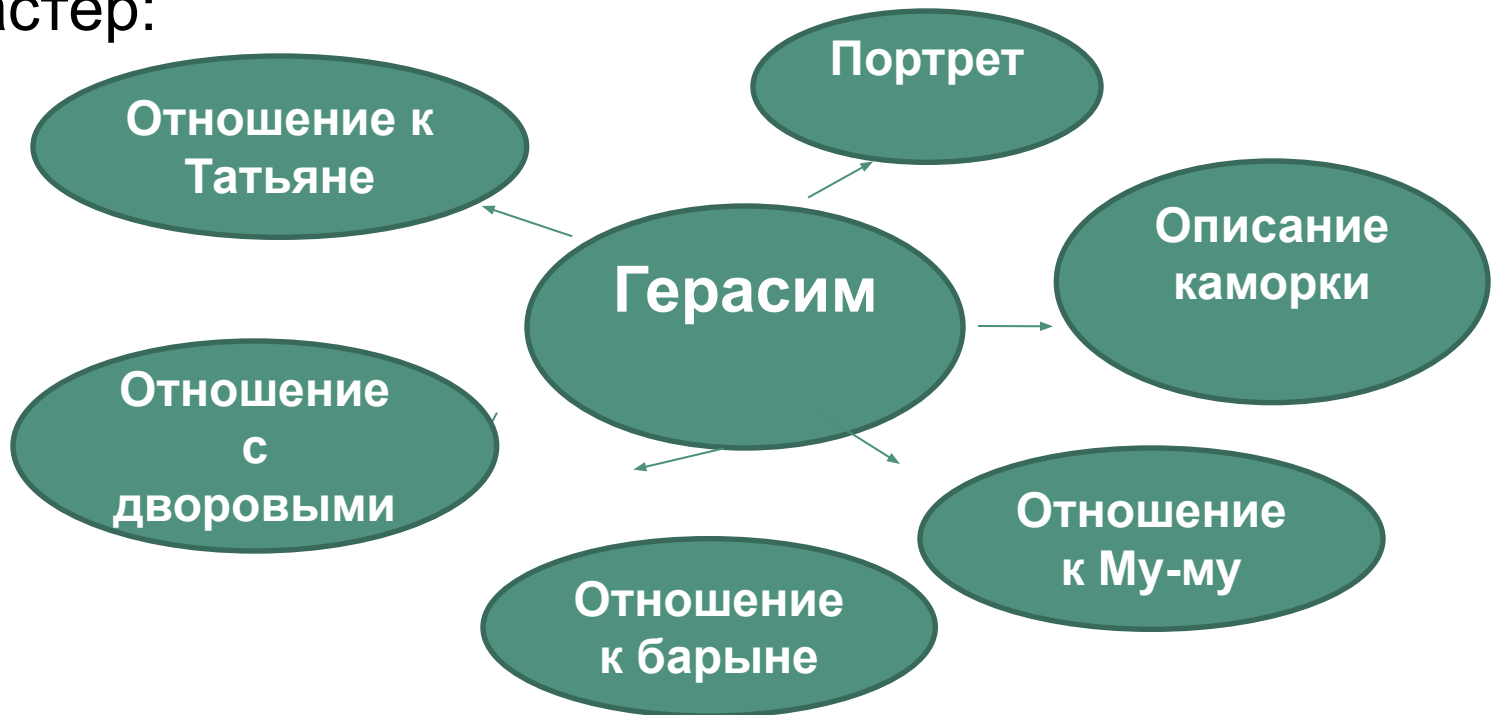 астер:
Портрет
Отношение к
Татьяне
Описание
каморки
Герасим
Отношение
с
дворовыми
Отношение
к Му-му
Отношение
к барыне